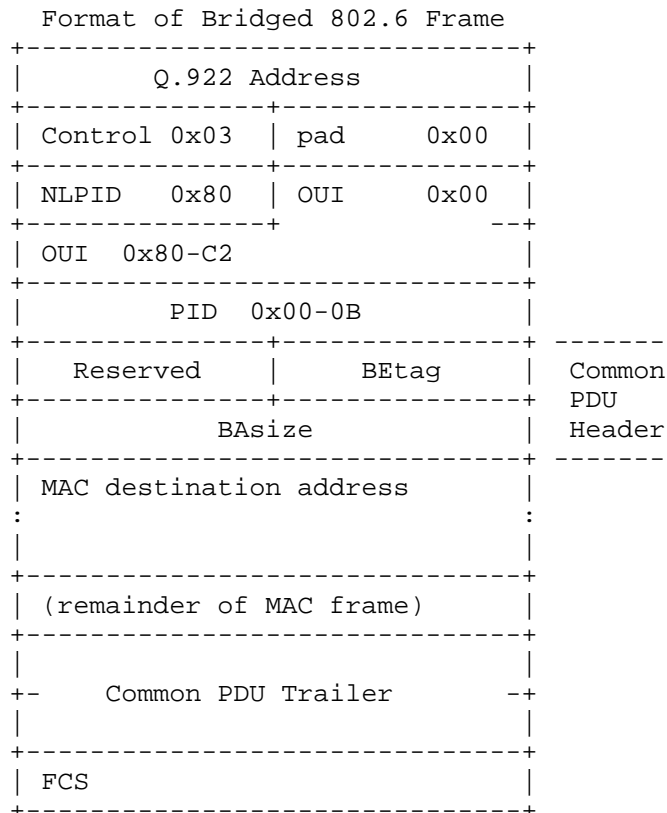 Format of Bridged 802.6 Frame
+-------------------------------+
|        Q.922 Address          |
+---------------+---------------+
| Control 0x03  | pad     0x00  |
+---------------+---------------+
| NLPID   0x80  | OUI     0x00  |
+---------------+             --+
| OUI  0x80-C2                  |
+-------------------------------+
|         PID  0x00-0B          |
+---------------+---------------+ -------
|   Reserved    |     BEtag     |  Common
+---------------+---------------+  PDU
|            BAsize             |  Header
+-------------------------------+ -------
| MAC destination address       |
:                               :
|                               |
+-------------------------------+
| (remainder of MAC frame)      |
+-------------------------------+
|                               |
+-    Common PDU Trailer       -+
|                               |
+-------------------------------+
| FCS                           |
+-------------------------------+